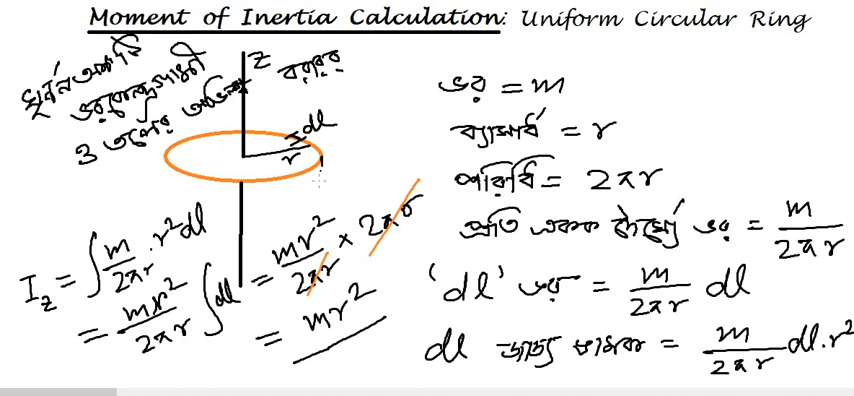 Moment of Inertia Calculation: Uniform Circular Ring
ঘূর্ণন অক্ষটি
ভরকেন্দ্রগামী
ও তলের অভিলম্ব বরাবর
z
dl
r
ভর = m
ব্যাসার্ধ = r
পরিধি = 2πr
প্রতি একক দৈর্ঘ্যে ভর = m/2πr
'dl' ভর = m/2πr dl
dl জাড্য ভ্রামক = m/2πr dl.r²
I_z = ∫ m/2πr . r² dl
= mr²/2πr ∫ dl = mr²/2πr × 2πr
= mr²